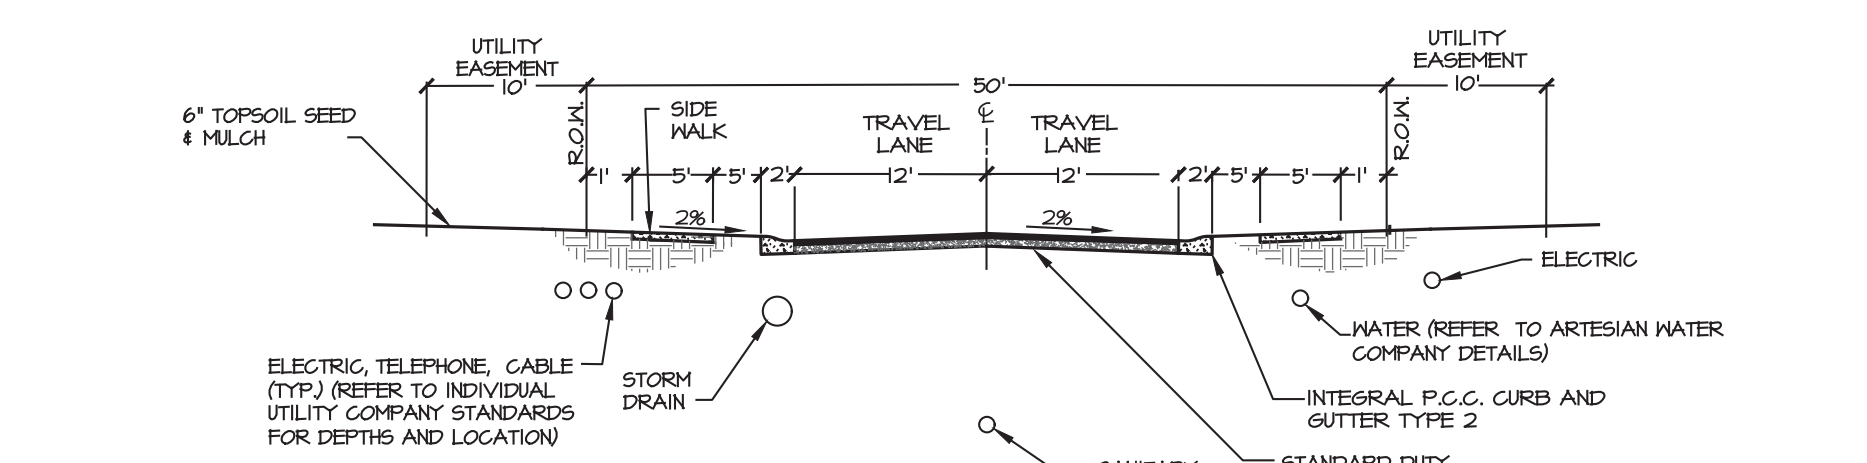 UTILITY
EASEMENT
10'
50'
UTILITY
EASEMENT
10'
6" TOPSOIL SEED
& MULCH
R.O.W.
SIDE
WALK
TRAVEL
LANE
℄
TRAVEL
LANE
R.O.W.
1' 5' 5' 2' 12' 12' 2' 5' 5' 1'
2% 2%
ELECTRIC
WATER (REFER TO ARTESIAN WATER
COMPANY DETAILS)
ELECTRIC, TELEPHONE, CABLE
(TYP.) (REFER TO INDIVIDUAL
UTILITY COMPANY STANDARDS
FOR DEPTHS AND LOCATION)
STORM
DRAIN
INTEGRAL P.C.C. CURB AND
GUTTER TYPE 2
SANITARY
STANDARD DUTY